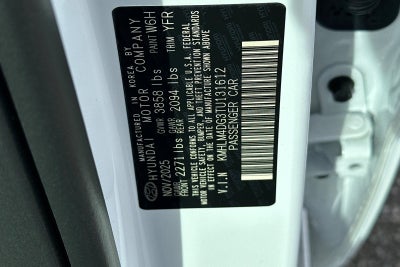 HYUNDAI MOTOR COMPANY
MADE IN KOREA
NOV/2025 GVWR 3858 lbs PAINT W6H
GAWR FRONT 2271 lbs GAWR REAR 2094 lbs TRIM YFR
THIS VEHICLE CONFORMS TO ALL APPLICABLE U.S.A. FEDERAL
MOTOR VEHICLE SAFETY, BUMPER, AND THEFT PREVENTION STANDARDS
IN EFFECT ON THE DATE OF MANUFACTURE SHOWN ABOVE.
V.I.N KMHLM4DG3TU131612
PASSENGER CAR